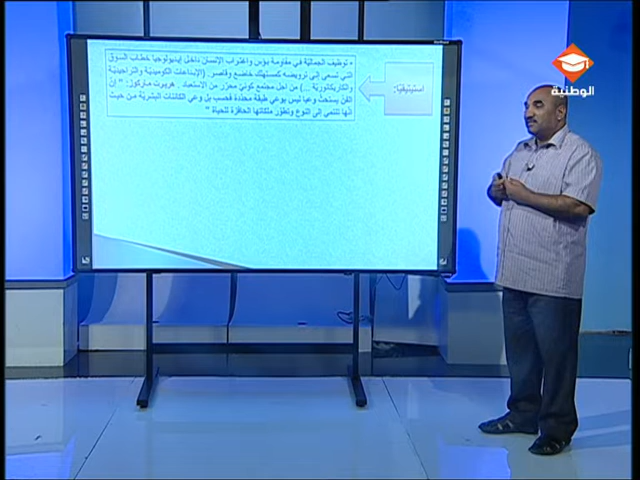 • توظيف الجمالية في مقاومة بؤس واغتراب الإنسان داخل إيديولوجيا خطاب السوق
التي تسعى إلى ترويضه كمستهلك خاضع وقاصر. (الإبداعات الكوميدية والتراجيدية
والكاريكاتورية ...) من أجل مجتمع كوني محرر من الاستعباد. هربرت ماركوز: " إن
الفن يستحث وعيا ليس بوعي طبقة محددة فحسب بل وعي الكائنات البشرية من حيث
أنها تنتمي إلى النوع وتطور ملكاتها الحافزة للحياة "
استيتيقيا:
الوطنية